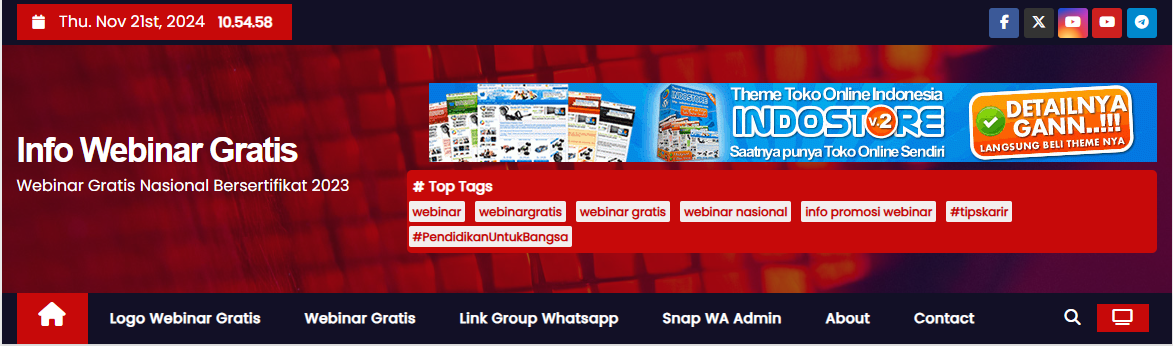 Thu. Nov 21st, 2024 10.54.58
Info Webinar Gratis
Webinar Gratis Nasional Bersertifikat 2023
Theme Toko Online Indonesia
INDOSTORE v.2
Saatnya punya Toko Online Sendiri
DETAILNYA
GANN..!!!
LANGSUNG BELI THEME NYA
# Top Tags
webinar webinargratis webinar gratis webinar nasional info promosi webinar #tipskarir
#PendidikanUntukBangsa
Logo Webinar Gratis Webinar Gratis Link Group Whatsapp Snap WA Admin About Contact